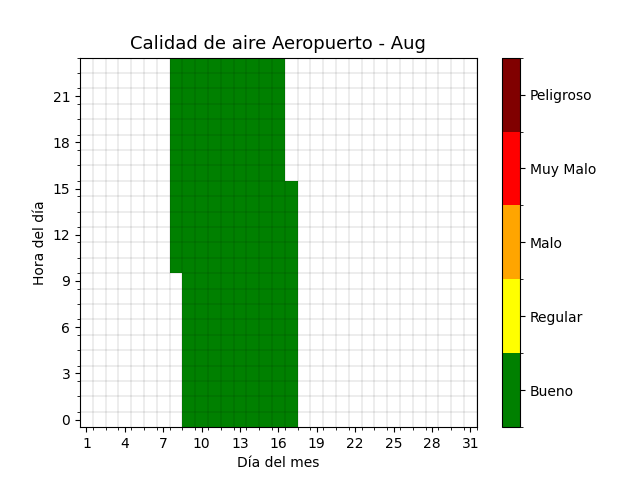 Calidad de aire Aeropuerto - Aug
21
18
15
12
9
6
3
0
Hora del día
1 4 7 10 13 16 19 22 25 28 31
Día del mes
Peligroso
Muy Malo
Malo
Regular
Bueno